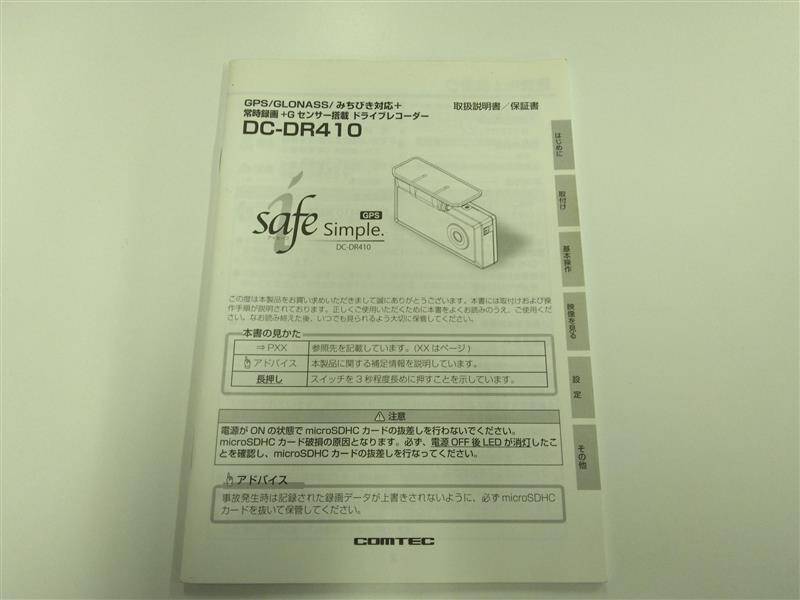 GPS/GLONASS/ みちびき対応+
常時録画 +G センサー搭載 ドライブレコーダー
DC-DR410
取扱説明書/保証書
i safe
アイセーフ
GPS
Simple.
DC-DR410
この度は本製品をお買い求めいただきまして誠にありがとうございます。本書には取付けおよび操
作手順が説明されております。正しくご使用いただくために本書をよくお読みのうえ、ご使用くだ
さい。なお読み終えた後、いつでも見られるよう大切に保管してください。
本書の見かた
⇒ PXX 参照先を記載しています。(XX はページ)
アドバイス 本製品に関する補足情報を説明しています。
長押し スイッチを 3 秒程度長めに押すことを示しています。
⚠ 注意
電源が ON の状態で microSDHC カードの抜差しを行わないでください。
microSDHC カード破損の原因となります。必ず、電源 OFF 後 LED が消灯したこ
とを確認し、microSDHC カードの抜差しを行なってください。
アドバイス
事故発生時は記録された録画データが上書きされないように、必ず microSDHC
カードを抜いて保管してください。
COMTEC
はじめに
取付け
基本操作
映像を見る
設 定
その他